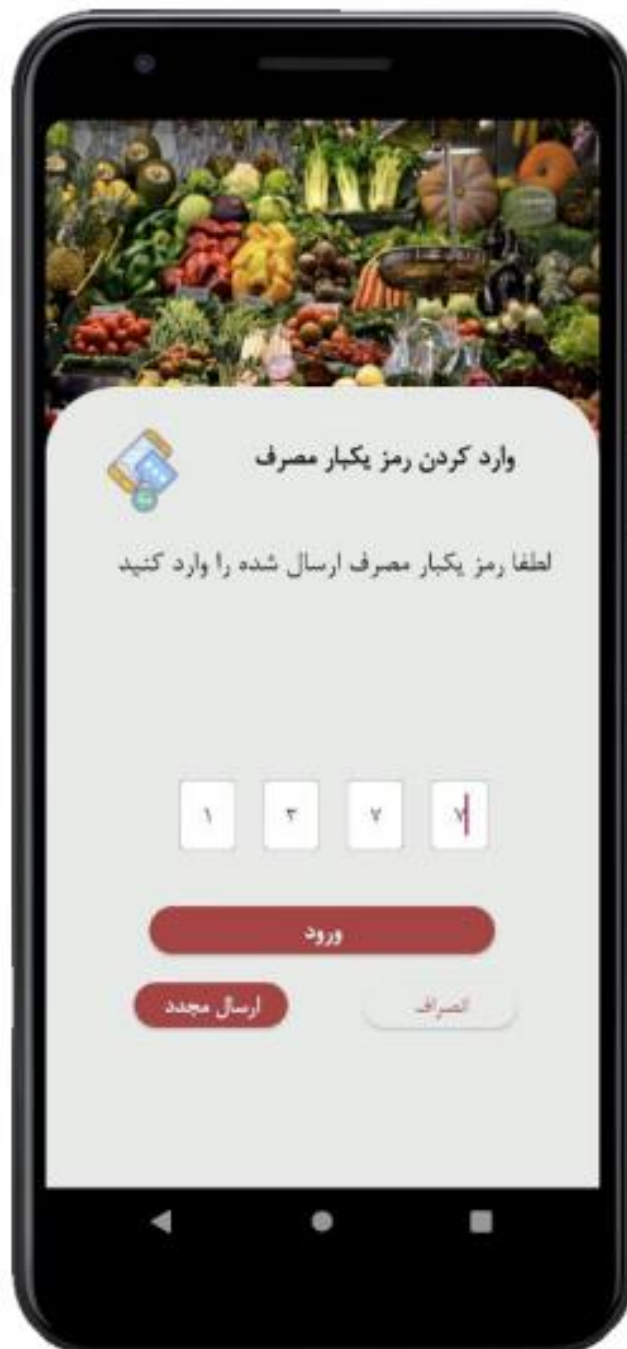 وارد کردن رمز یکبار مصرف
لطفا رمز یکبار مصرف ارسال شده را وارد کنید
۱ ۳ ۷ ۷
ورود
انصراف
ارسال مجدد